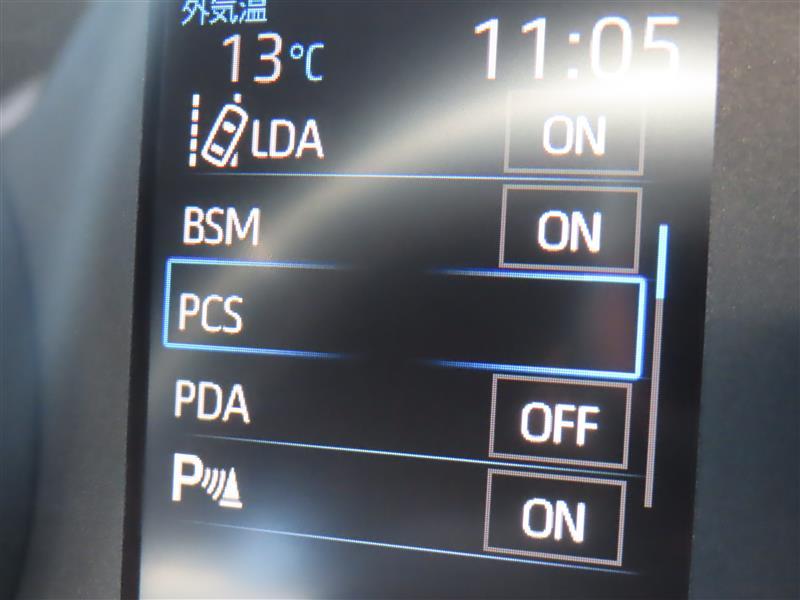 外気温
13℃ 11:05
LDA ON
BSM ON
PCS
PDA OFF
P ON